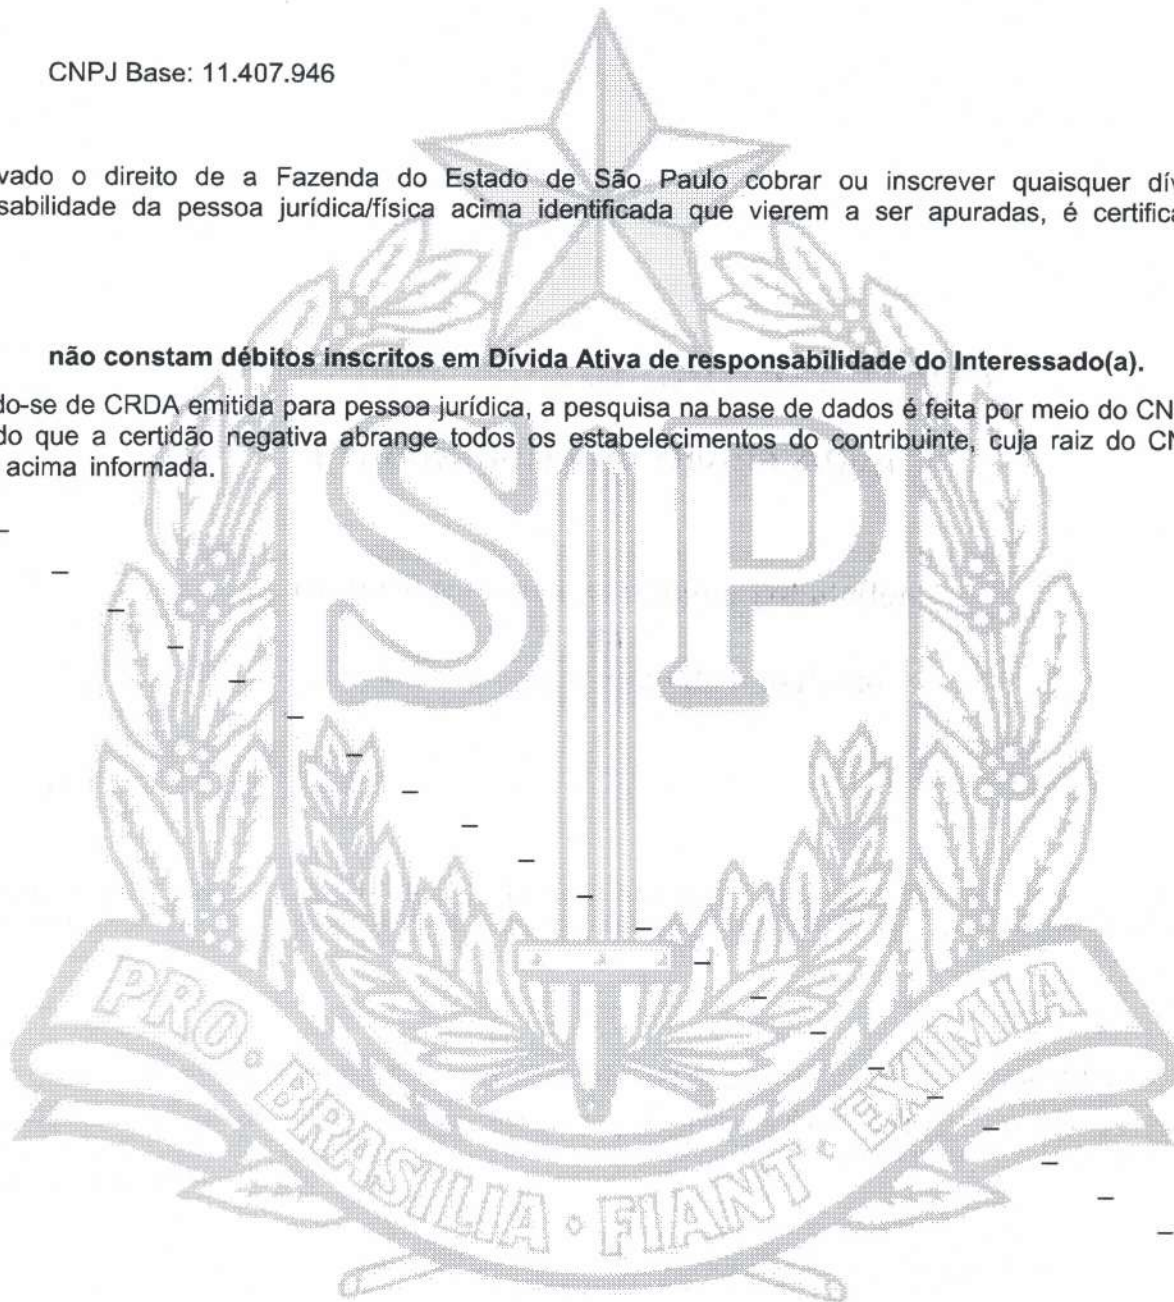 CNPJ Base: 11.407.946
vado o direito de a Fazenda do Estado de São Paulo cobrar ou inscrever quaisquer dív
sabilidade da pessoa jurídica/física acima identificada que vierem a ser apuradas, é certifica
não constam débitos inscritos em Dívida Ativa de responsabilidade do Interessado(a).
do-se de CRDA emitida para pessoa jurídica, a pesquisa na base de dados é feita por meio do CN
do que a certidão negativa abrange todos os estabelecimentos do contribuinte, cuja raiz do CN
acima informada.
SP
PRO BRASILIA FIANT EXIMIA